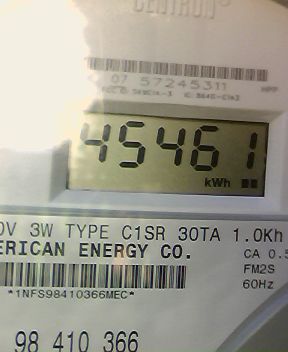 CENTRON
07 57245311
45461
kWh
3W TYPE C1SR 30TA 1.0Kh
ERICAN ENERGY CO.
CA 0.5
*1NFS98410366MEC*
FM2S
60Hz
98 410 366